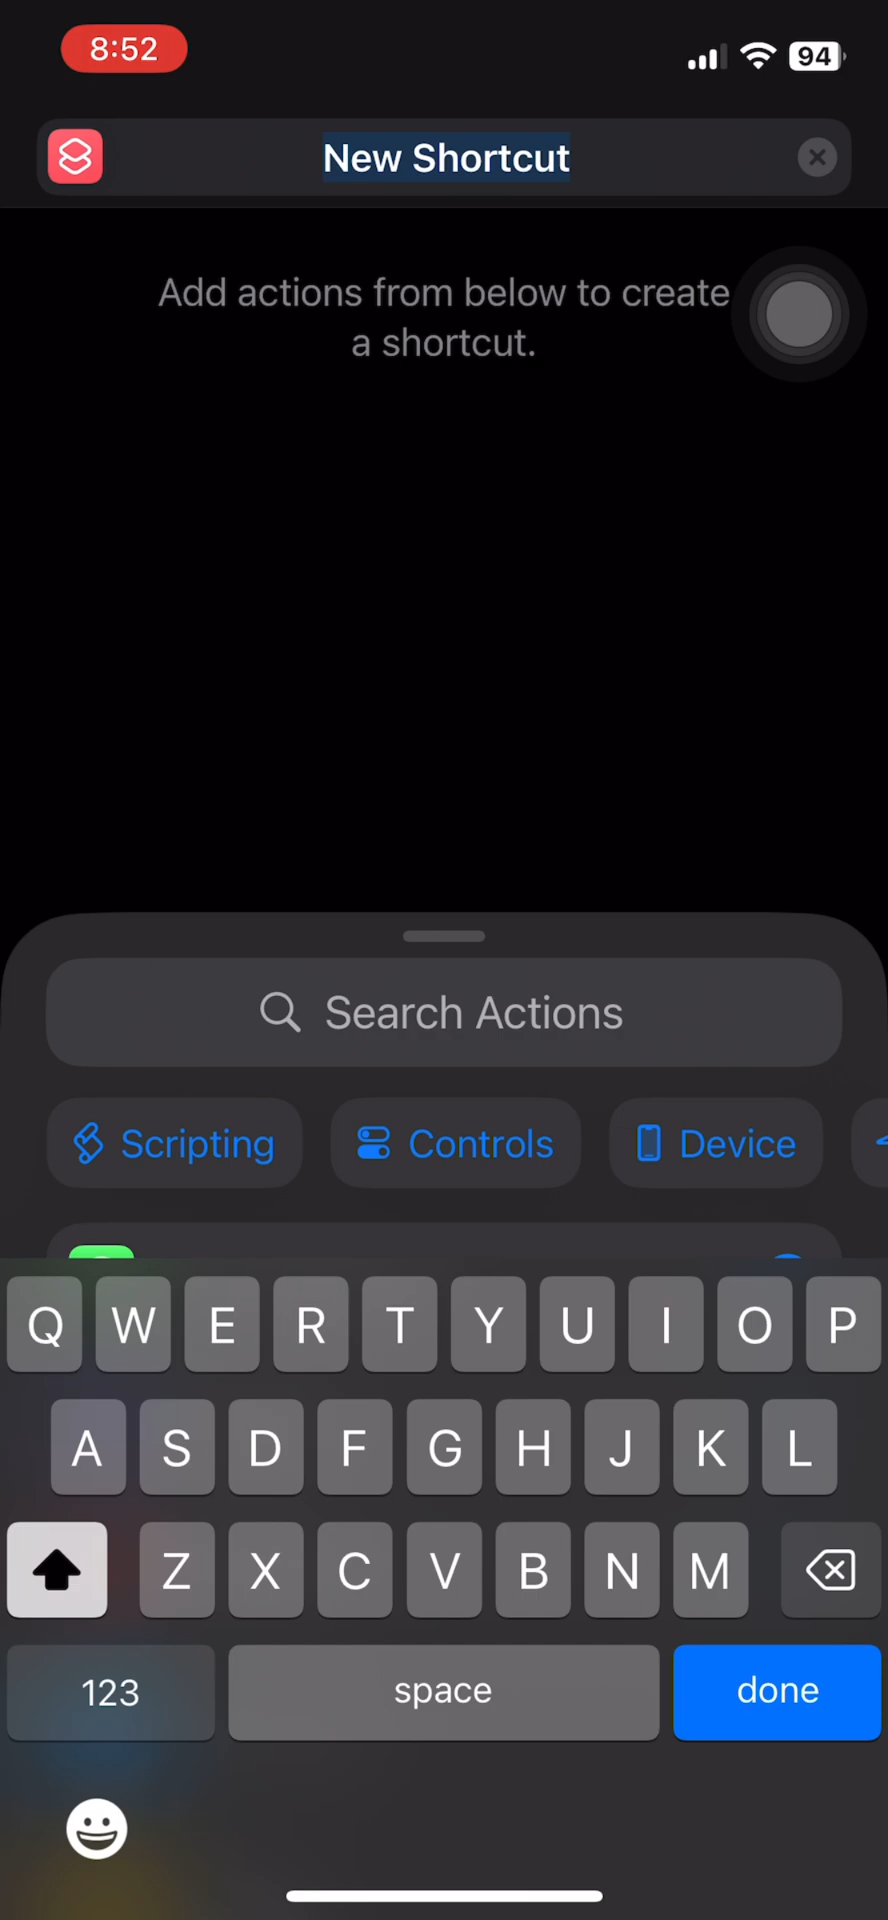 8:52
94
New Shortcut
Add actions from below to create
a shortcut.
Search Actions
Scripting Controls Device
Q W E R T Y U I O P
A S D F G H J K L
Z X C V B N M
123 space done